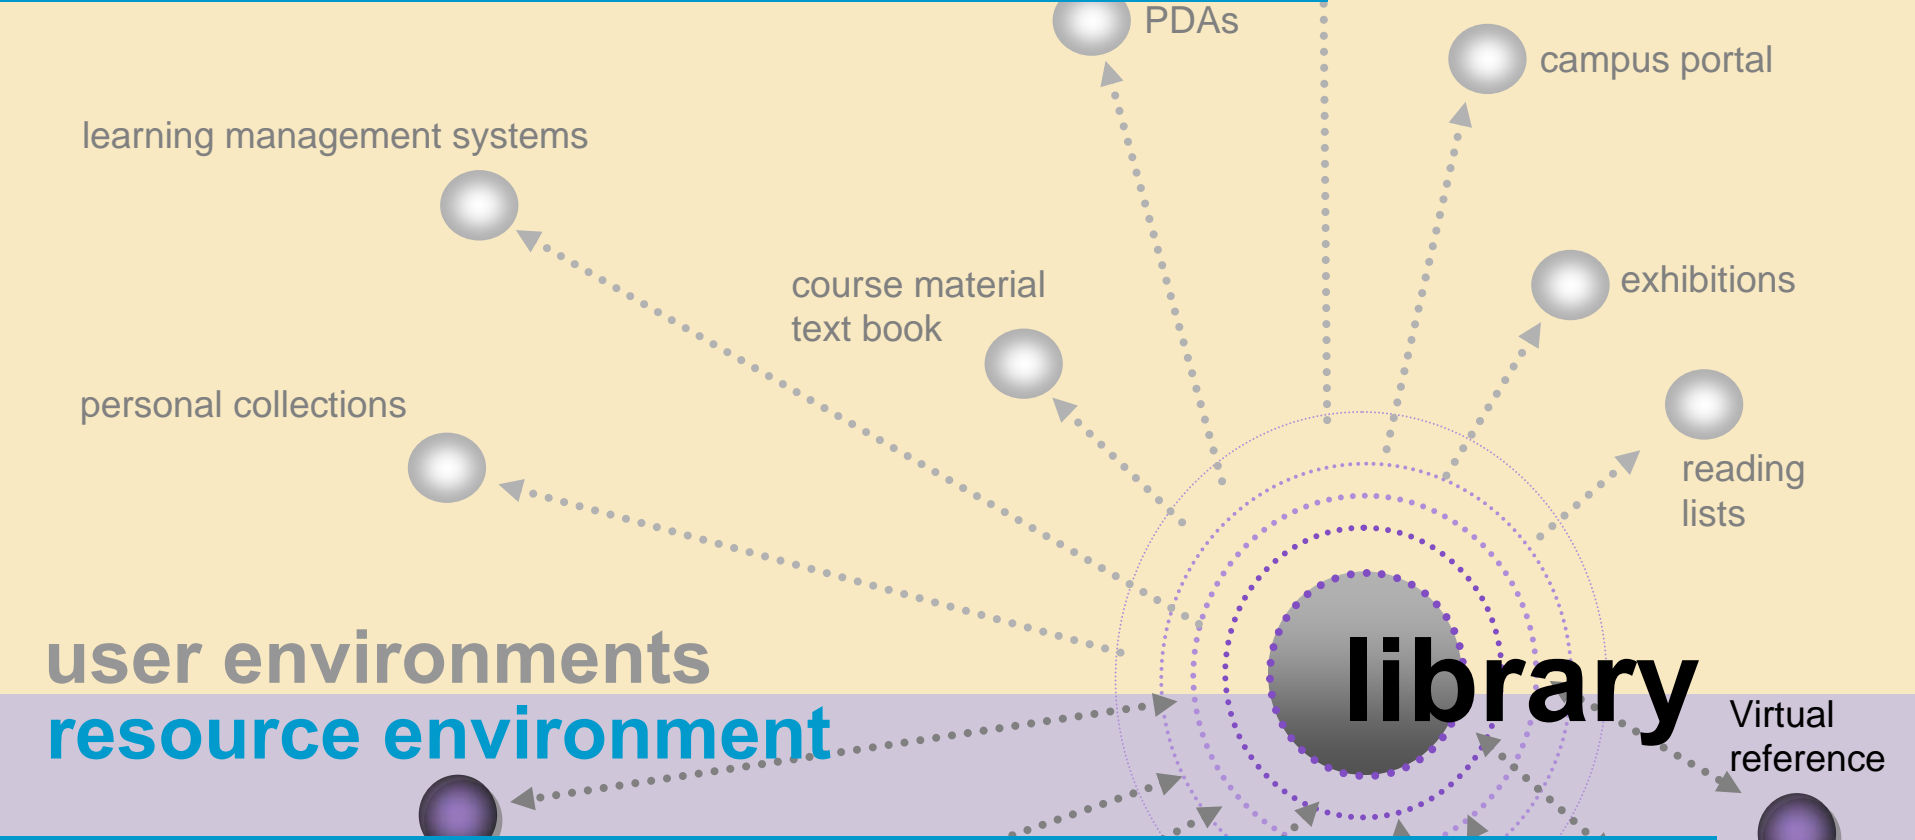 PDAs
campus portal
learning management systems
course material
text book
exhibitions
personal collections
reading
lists
user environments
library
resource environment
Virtual
reference